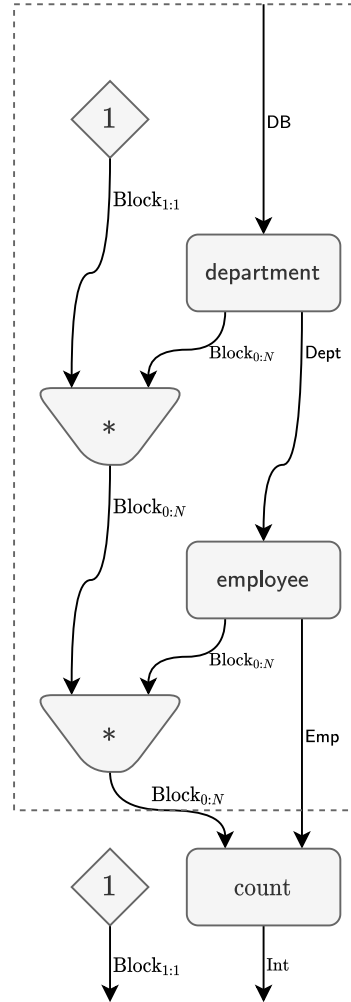 DB
1
Block1:1
department
Block0:N
Dept
*
Block0:N
employee
Block0:N
*
Emp
Block0:N
1
count
Block1:1
Int